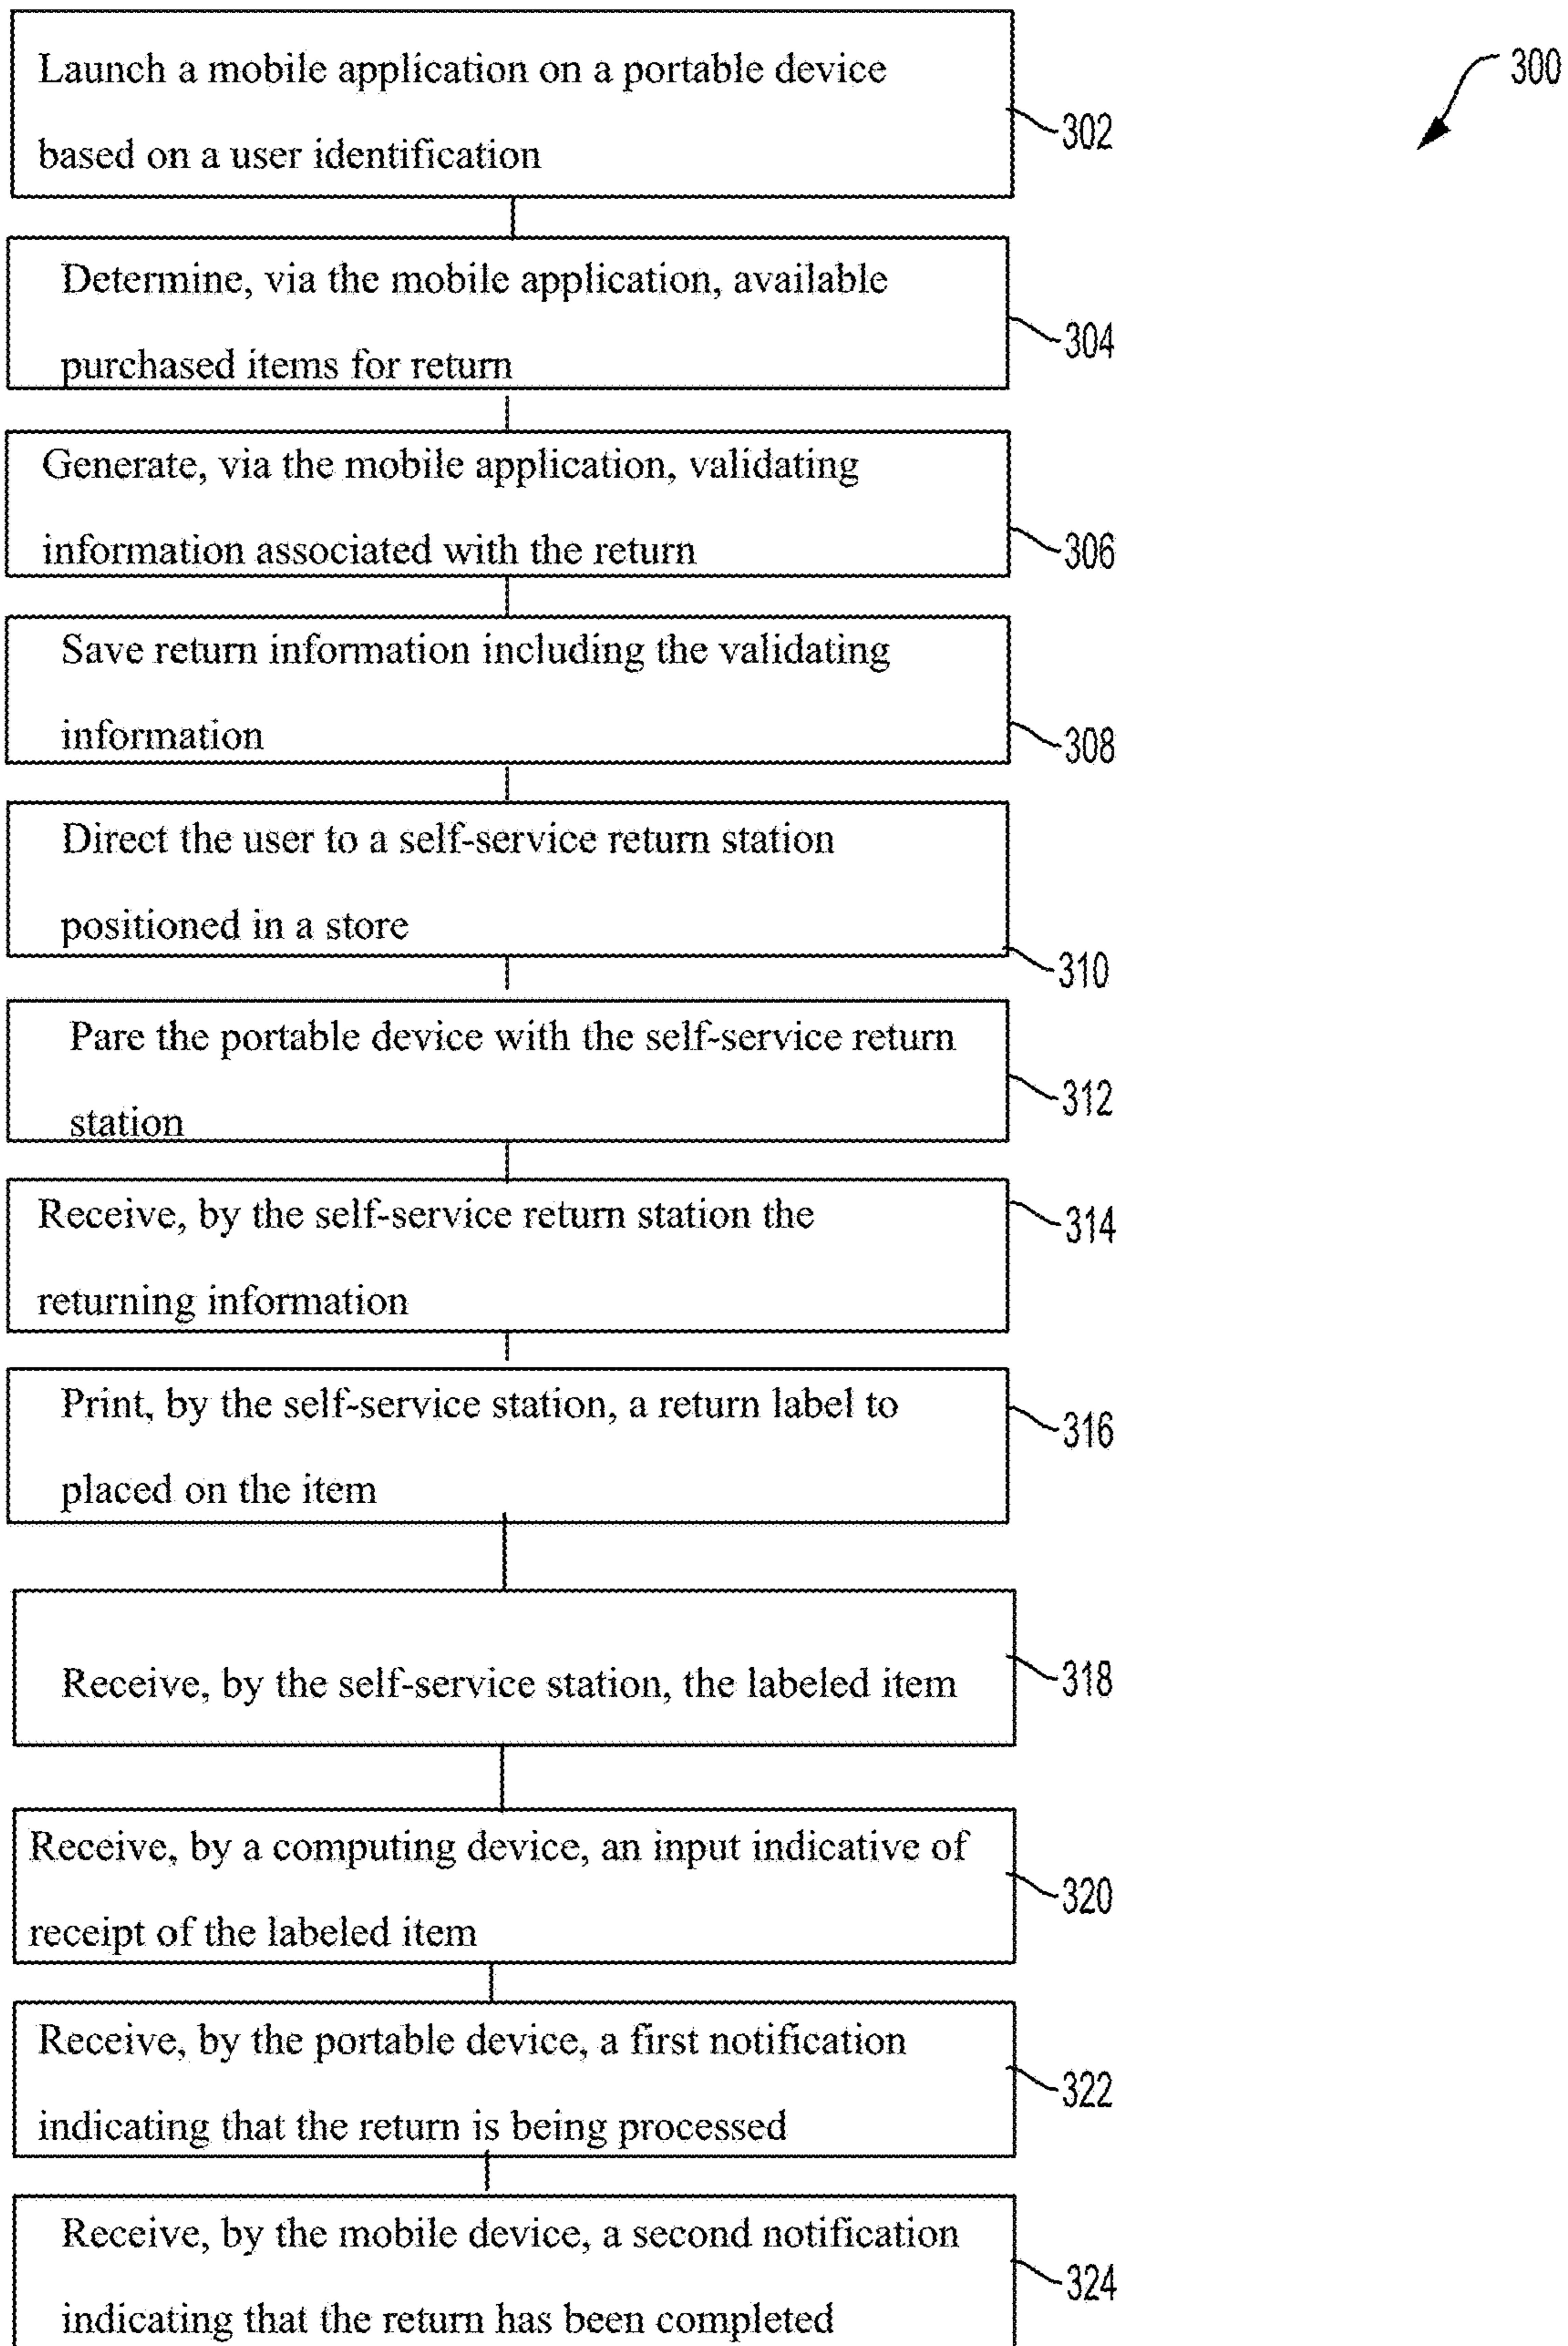 300
Launch a mobile application on a portable device
based on a user identification
302
Determine, via the mobile application, available
purchased items for return
304
Generate, via the mobile application, validating
information associated with the return
306
Save return information including the validating
information
308
Direct the user to a self-service return station
positioned in a store
310
Pare the portable device with the self-service return
station
312
Receive, by the self-service return station the
returning information
314
Print, by the self-service station, a return label to
placed on the item
316
Receive, by the self-service station, the labeled item
318
Receive, by a computing device, an input indicative of
receipt of the labeled item
320
Receive, by the portable device, a first notification
indicating that the return is being processed
322
Receive, by the mobile device, a second notification
indicating that the return has been completed
324